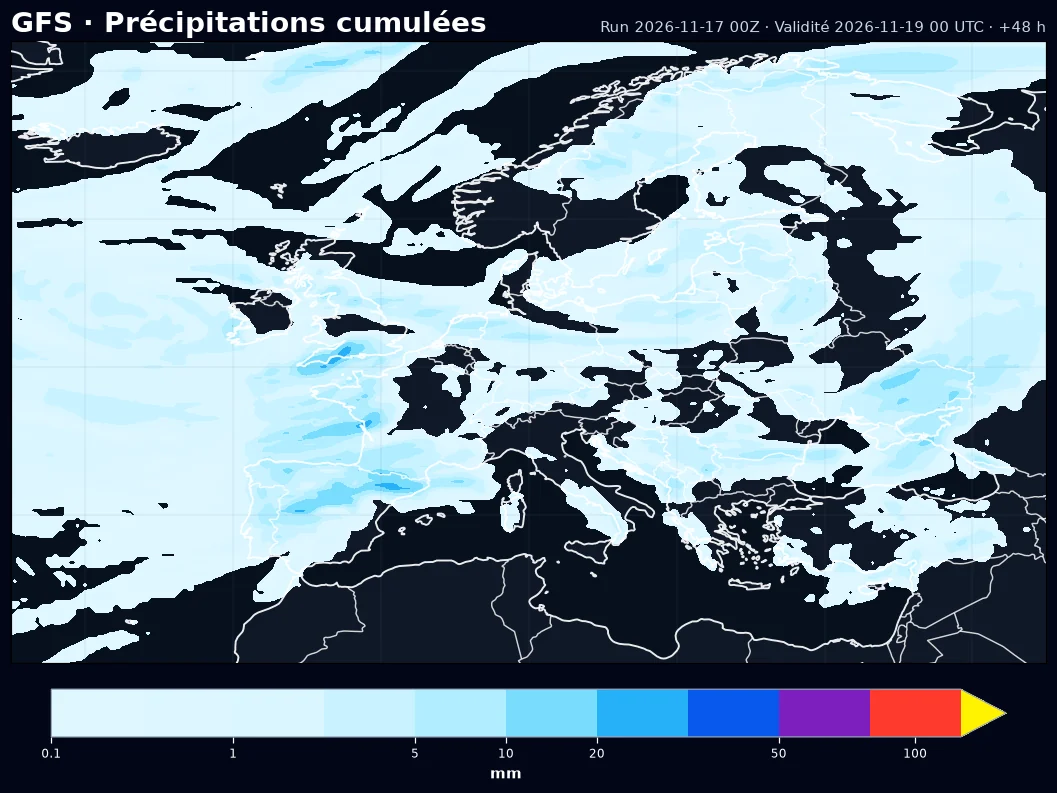 GFS · Précipitations cumulées
Run 2026-11-17 00Z · Validité 2026-11-19 00 UTC · +48 h
0.1 1 5 10 20 50 100
mm